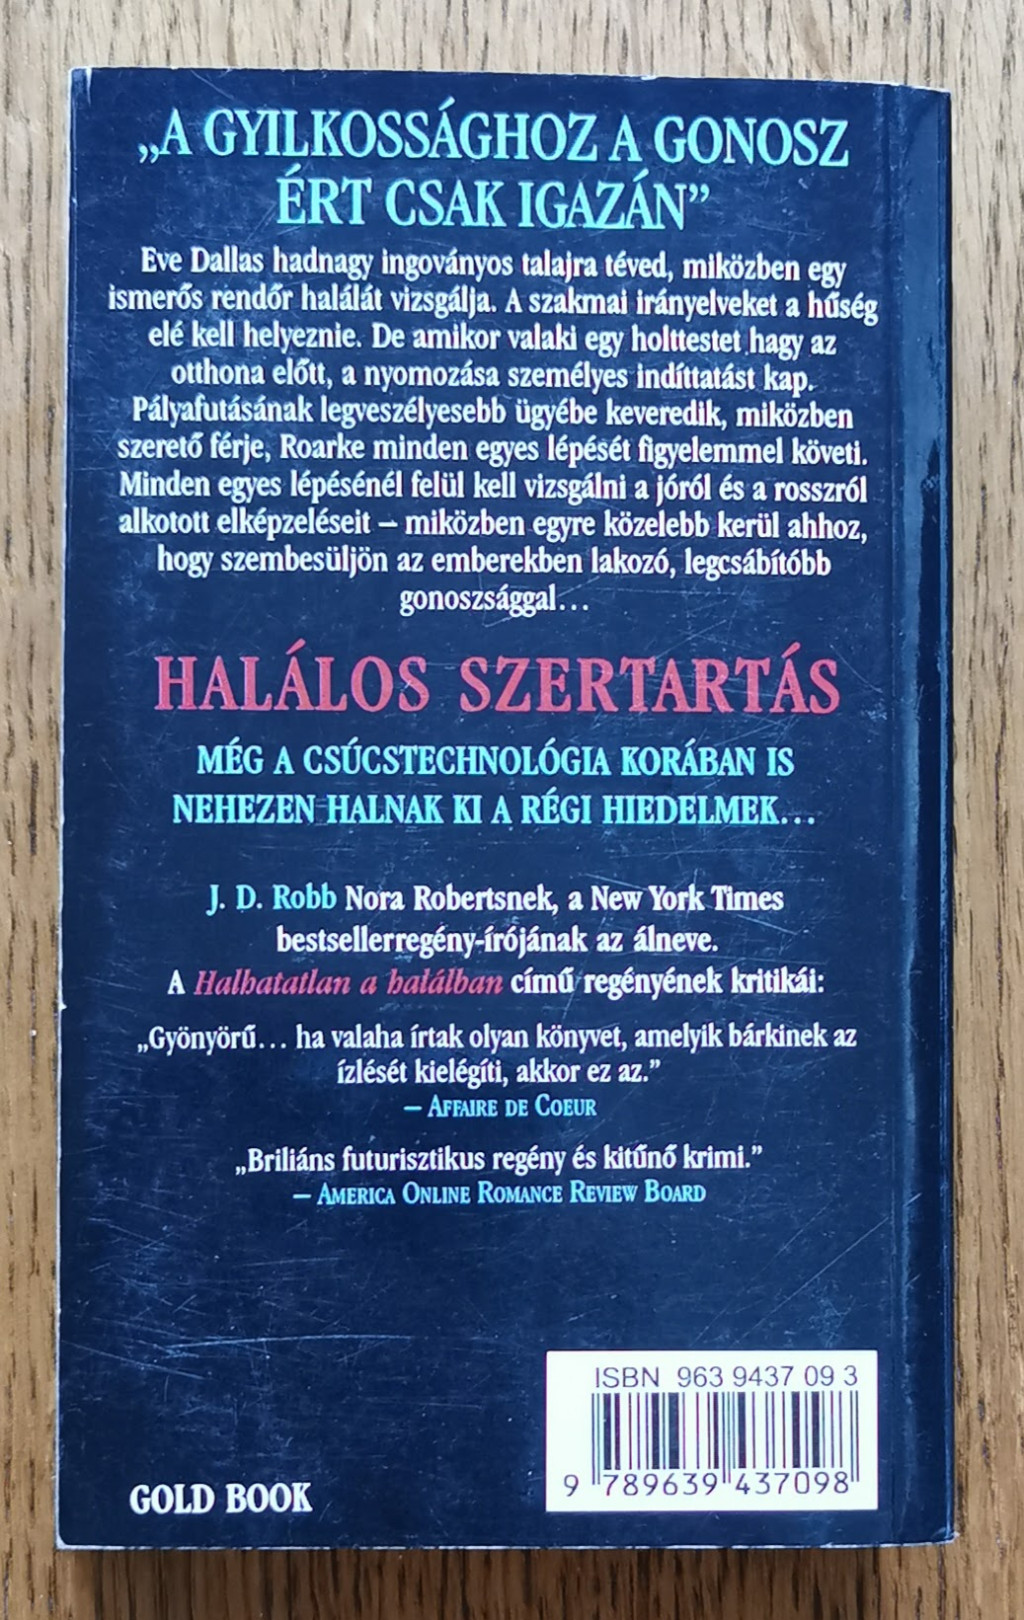 „A GYILKOSSÁGHOZ A GONOSZ
ÉRT CSAK IGAZÁN”
Eve Dallas hadnagy ingoványos talajra téved, miközben egy
ismerős rendőr halálát vizsgálja. A szakmai irányelveket a hűség
elé kell helyeznie. De amikor valaki egy holttestet hagy az
otthona előtt, a nyomozása személyes indíttatást kap.
Pályafutásának legveszélyesebb ügyébe keveredik, miközben
szerető férje, Roarke minden egyes lépését figyelemmel követi.
Minden egyes lépésénél felül kell vizsgálni a jóról és a rosszról
alkotott elképzeléseit – miközben egyre közelebb kerül ahhoz,
hogy szembesüljön az emberekben lakozó, legcsábítóbb
gonoszsággal...
HALÁLOS SZERTARTÁS
MÉG A CSÚCSTECHNOLÓGIA KORÁBAN IS
NEHEZEN HALNAK KI A RÉGI HIEDELMEK...
J. D. Robb Nora Robertsnek, a New York Times
bestsellerregény-írójának az álneve.
A Halhatatlan a halálban című regényének kritikái:
„Gyönyörű... ha valaha írtak olyan könyvet, amelyik bárkinek az
ízlését kielégíti, akkor ez az.”
– AFFAIRE DE COEUR
„Briliáns futurisztikus regény és kitűnő krimi.”
– AMERICA ONLINE ROMANCE REVIEW BOARD
ISBN 963 9437 09 3
9 789639 437098
GOLD BOOK